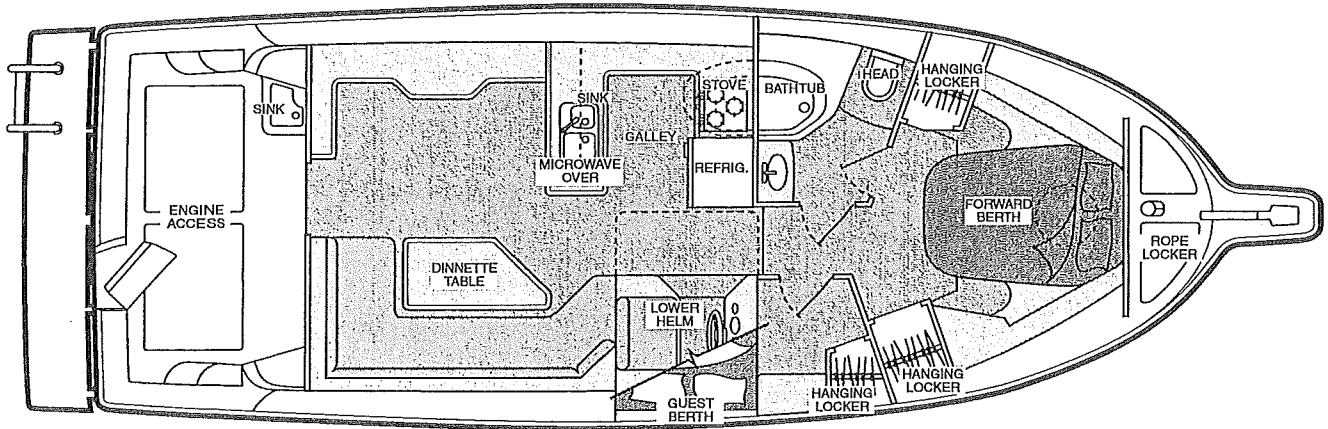 SINK
ENGINE
ACCESS
DINNETTE
TABLE
SINK
MICROWAVE
OVER
GALLEY
STOVE
REFRIG.
BATHTUB
HEAD
HANGING
LOCKER
FORWARD
BERTH
ROPE
LOCKER
LOWER
HELM
GUEST
BERTH
HANGING
LOCKER
HANGING
LOCKER